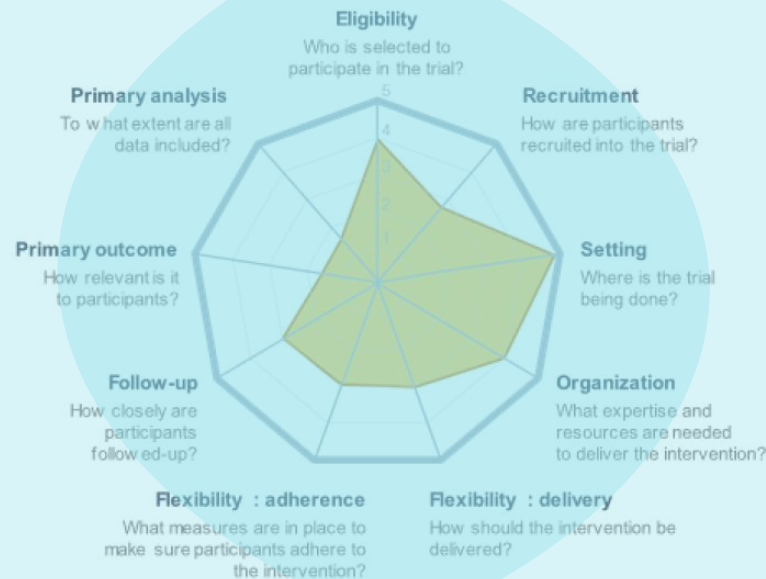 Eligibility
Who is selected to
participate in the trial?
Primary analysis
To what extent are all
data included?
Recruitment
How are participants
recruited into the trial?
5
4
3
2
1
Primary outcome
How relevant is it
to participants?
Setting
Where is the trial
being done?
Follow-up
How closely are
participants
followed-up?
Organization
What expertise and
resources are needed
to deliver the intervention?
Flexibility : adherence
What measures are in place to
make sure participants adhere to
the intervention?
Flexibility : delivery
How should the intervention be
delivered?